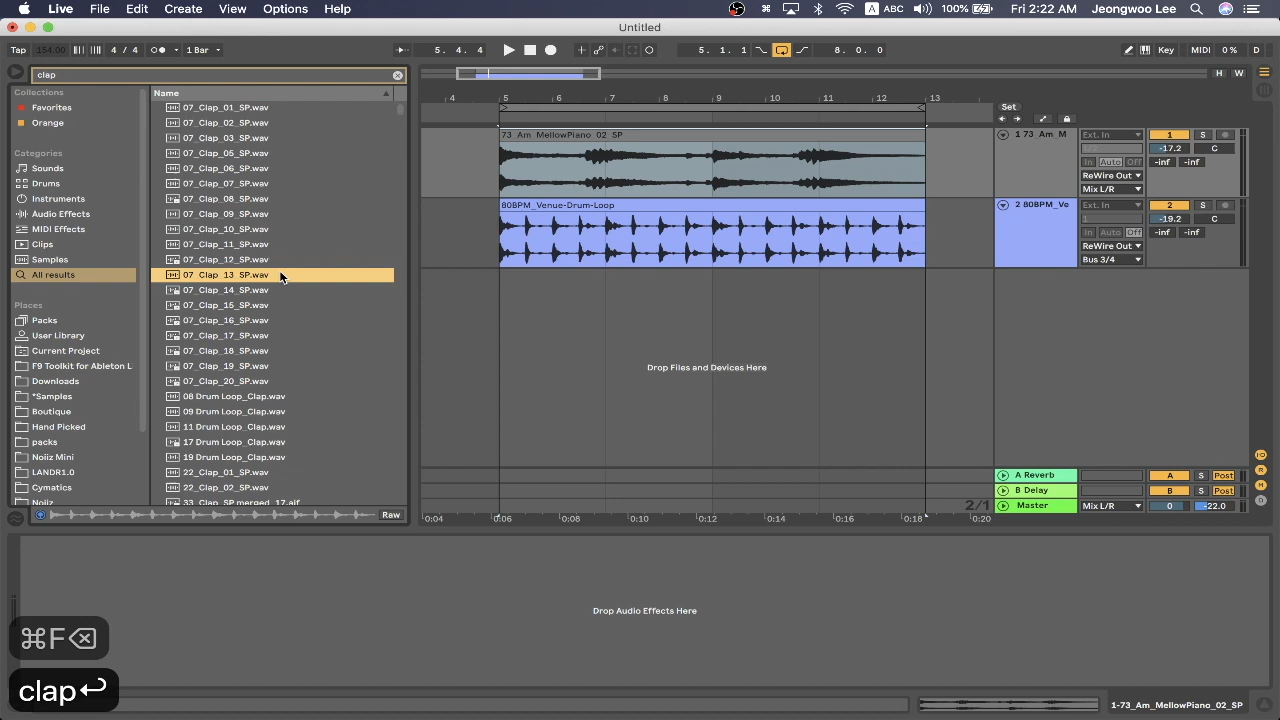 Live File Edit Create View Options Help ABC 100% Fri 2:22 AM Jeongwoo Lee
Untitled
Tap 154.00 4 / 4 1 Bar 5. 4. 4 5. 1. 1 8. 0. 0 Key MIDI 0 % D
clap
H W
Collections
Favorites
Orange
Categories
Sounds
Drums
Instruments
Audio Effects
MIDI Effects
Clips
Samples
All results
Places
Packs
User Library
Current Project
F9 Toolkit for Ableton L
Downloads
*Samples
Boutique
Hand Picked
packs
Noiiz Mini
LANDR1.0
Cymatics
Noiiz
Name
07_Clap_01_SP.wav
07_Clap_02_SP.wav
07_Clap_03_SP.wav
07_Clap_05_SP.wav
07_Clap_06_SP.wav
07_Clap_07_SP.wav
07_Clap_08_SP.wav
07_Clap_09_SP.wav
07_Clap_10_SP.wav
07_Clap_11_SP.wav
07_Clap_12_SP.wav
07_Clap_13_SP.wav
07_Clap_14_SP.wav
07_Clap_15_SP.wav
07_Clap_16_SP.wav
07_Clap_17_SP.wav
07_Clap_18_SP.wav
07_Clap_19_SP.wav
07_Clap_20_SP.wav
08 Drum Loop_Clap.wav
09 Drum Loop_Clap.wav
11 Drum Loop_Clap.wav
17 Drum Loop_Clap.wav
19 Drum Loop_Clap.wav
22_Clap_01_SP.wav
22_Clap_02_SP.wav
33_Clap_SP.merged_17.aif
Raw
4 5 6 7 8 9 10 11 12 13
Set
73_Am_MellowPiano_02_SP
80BPM_Venue-Drum-Loop
Drop Files and Devices Here
1 73_Am_M Ext. In 1 S
1/2 -17.2 C
In Auto Off -inf -inf
ReWire Out
Mix L/R
2 80BPM_Ve Ext. In 2 S
1 -19.2 C
In Auto Off -inf -inf
ReWire Out
Bus 3/4
A Reverb A S Post
B Delay B S Post
2/1 Master Mix L/R 0 -22.0
0:04 0:06 0:08 0:10 0:12 0:14 0:16 0:18 0:20
I·O
R
M
D
Drop Audio Effects Here
⌘F⌫
clap↩
1-73_Am_MellowPiano_02_SP